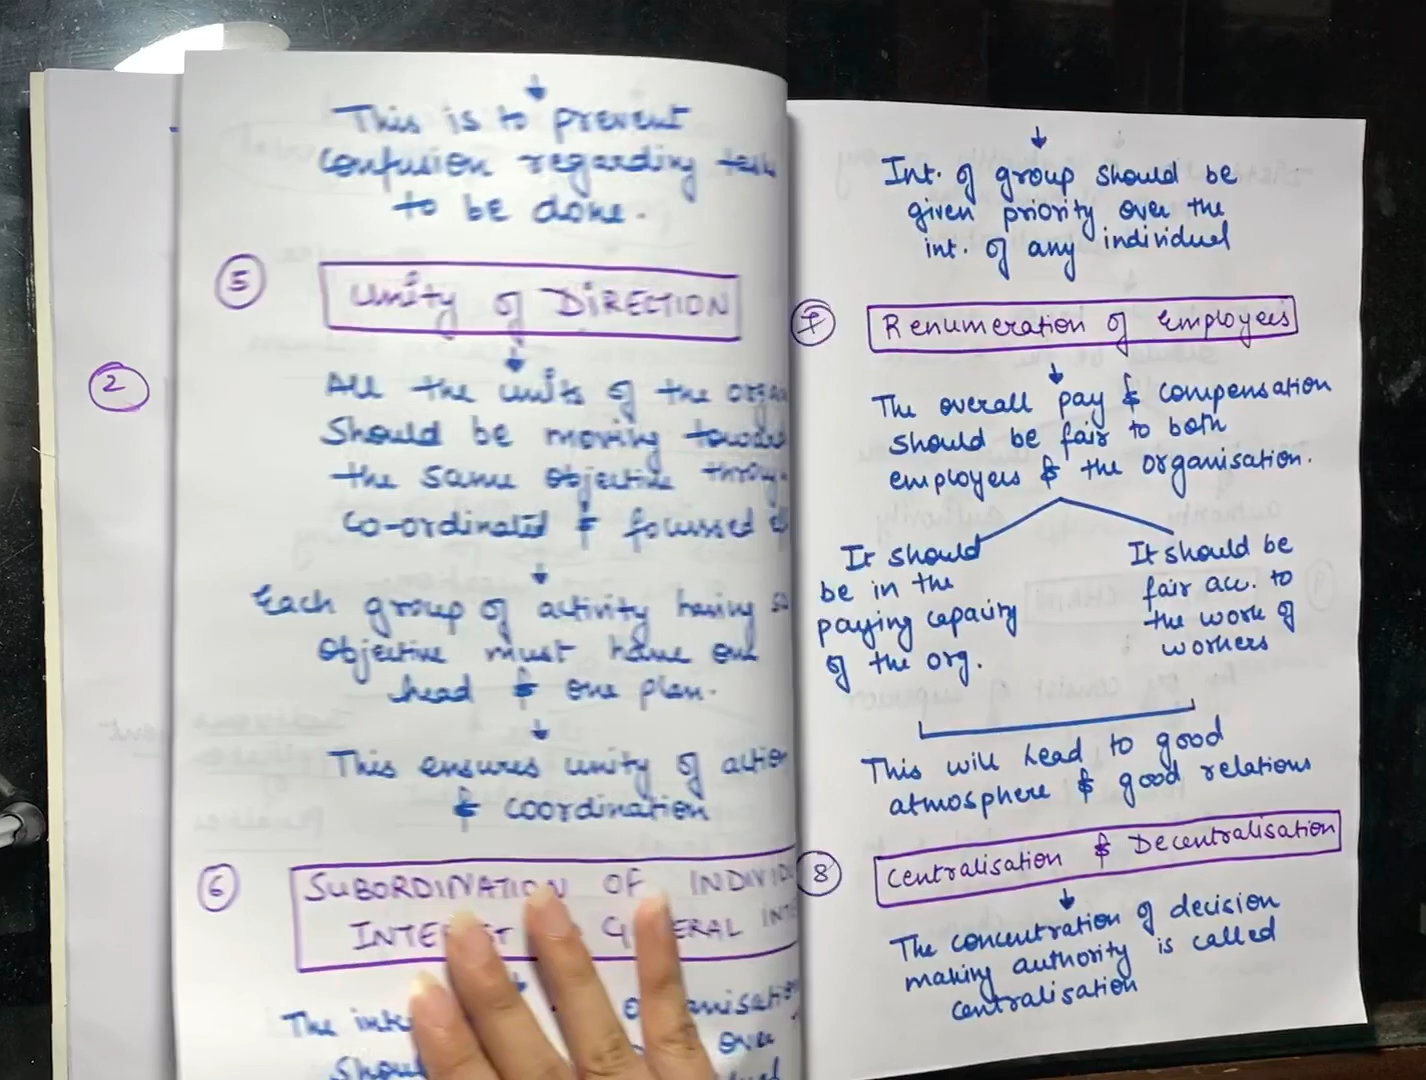 This is to prevent
confusion regarding task
to be done.
5
Unity of DIRECTION
2
All the units of the
Should be moving
the same objective
co-ordinated & focussed
Each group of activity having
objective must have one
head & one plan.
This ensures unity of action
& coordination
6
SUBORDINATION OF
GENERAL
The
over
Int. of group should be
given priority over the
int. of any individual
7
Renumeration of employees
The overall pay & compensation
should be fair to both
employees & the organisation.
It should
be in the
paying capacity
of the org.
It should be
fair acc. to
the work of
workers
This will lead to good
atmosphere & good relations
8
Centralisation & Decentralisation
The concentration of decision
making authority is called
centralisation